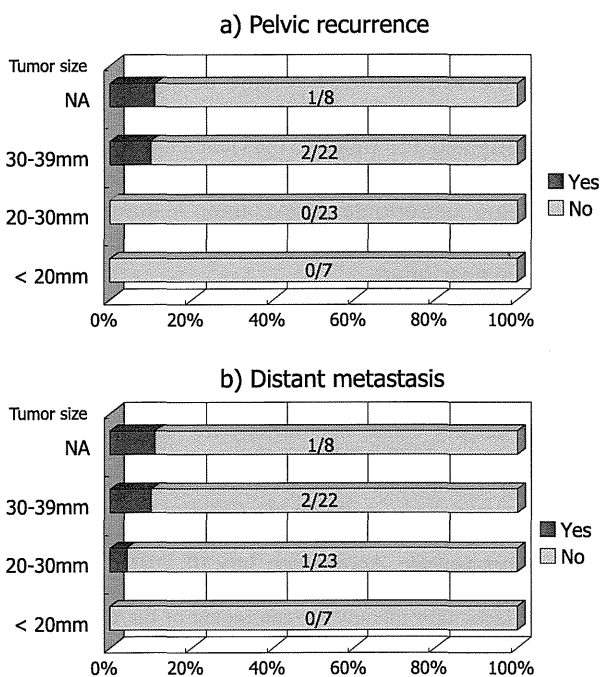 a) Pelvic recurrence
Tumor size
NA
1/8
30-39mm
2/22
20-30mm
0/23
< 20mm
0/7
0% 20% 40% 60% 80% 100%
Yes
No
b) Distant metastasis
Tumor size
NA
1/8
30-39mm
2/22
20-30mm
1/23
< 20mm
0/7
0% 20% 40% 60% 80% 100%
Yes
No